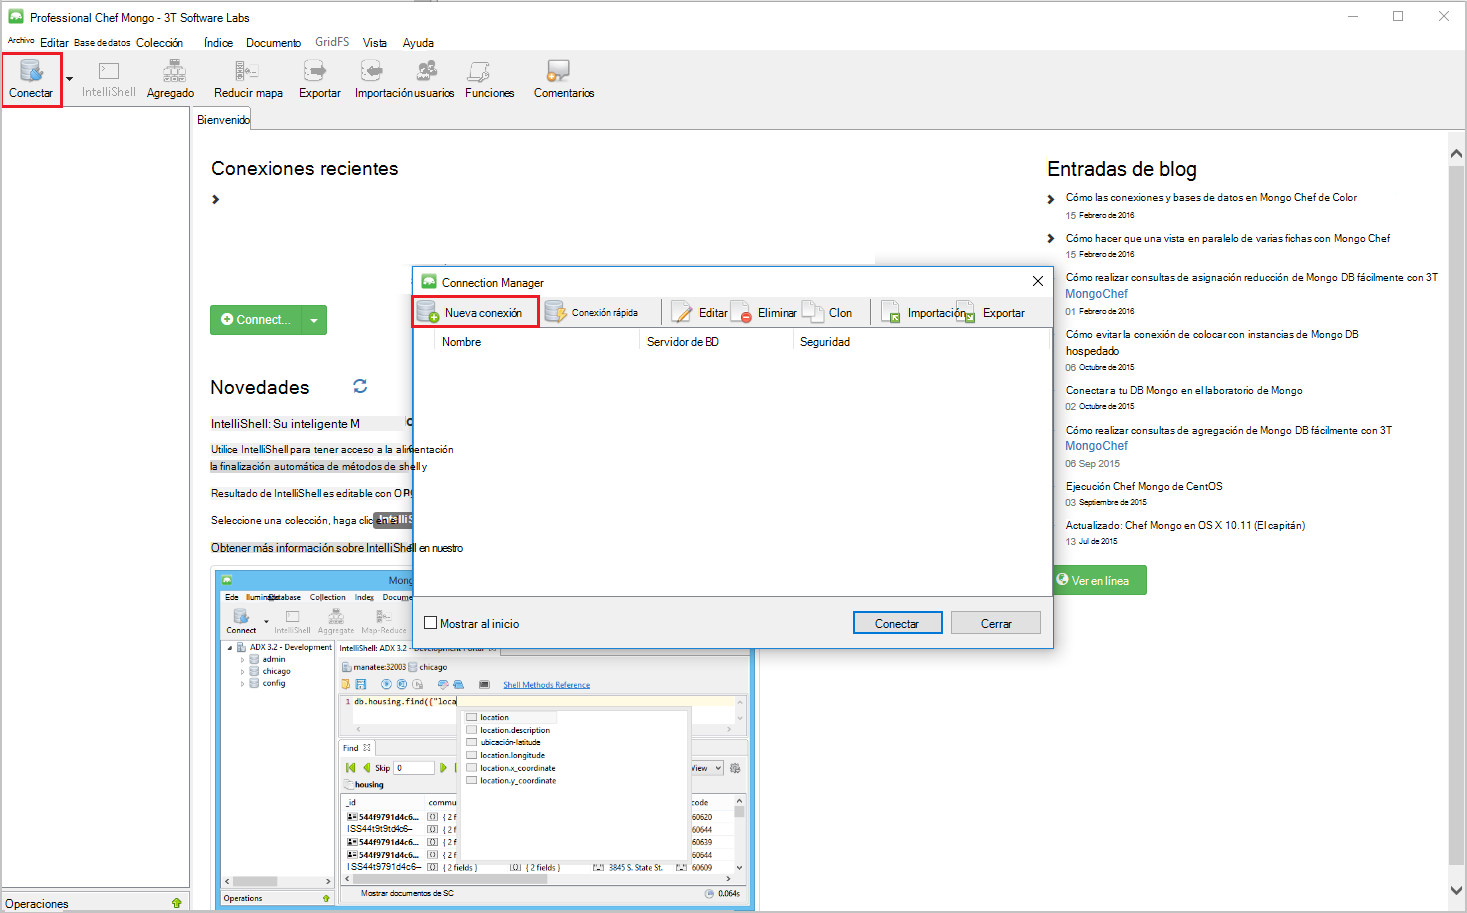 Professional Chef Mongo - 3T Software Labs
Archivo Editar Base de datos Colección Índice Documento GridFS Vista Ayuda
Conectar IntelliShell Agregado Reducir mapa Exportar Importación usuarios Funciones Comentarios
Bienvenido
Conexiones recientes
Connect...
Novedades
IntelliShell: Su inteligente M
Utilice IntelliShell para tener acceso a la alimentación
la finalización automática de métodos de shell y
Resultado de IntelliShell es editable con
Seleccione una colección, haga clic en el IntelliS
Obtener más información sobre IntelliShell en nuestro
Connection Manager
Nueva conexión Conexión rápida Editar Eliminar Clon Importación Exportar
Nombre Servidor de BD Seguridad
Mostrar al inicio
Conectar Cerrar
Entradas de blog
Cómo las conexiones y bases de datos en Mongo Chef de Color
15 Febrero de 2016
Cómo hacer que una vista en paralelo de varias fichas con Mongo Chef
15 Febrero de 2016
Cómo realizar consultas de asignación reducción de Mongo DB fácilmente con 3T
MongoChef
01 Febrero de 2016
Cómo evitar la conexión de colocar con instancias de Mongo DB
hospedado
06 Octubre de 2015
Conectar a tu DB Mongo en el laboratorio de Mongo
02 Octubre de 2015
Cómo realizar consultas de agregación de Mongo DB fácilmente con 3T
MongoChef
06 Sep 2015
Ejecución Chef Mongo de CentOS
03 Septiembre de 2015
Actualizado: Chef Mongo en OS X 10.11 (El capitán)
13 Jul de 2015
Ver en línea
Mong
Ede Database Collection Index Docume
Connect IntelliShell Aggregate Map-Reduce
ADX 3.2 - Development
admin
chicago
config
IntelliShell: ADX 3.2 - Development
manatee:32003 chicago
Shell Methods Reference
1 db.housing.find({"loca
location
location.description
ubicación-latitude
location.longitude
location.x_coordinate
location.y_coordinate
Find
Skip 0 View
housing
_id commu code
544f9791d4c6... { 2 f 60620
ISS44t9t9td4c6– { 2 f 60644
544f9791d4c6... { 2 f 60639
544f9791d4c6... { 2 f 60644
ISS44t9791d4c6– { 2 fields } { 2 fields } 3845 S. State St. 60609
Mostrar documentos de SC 0.064s
Operations
Operaciones